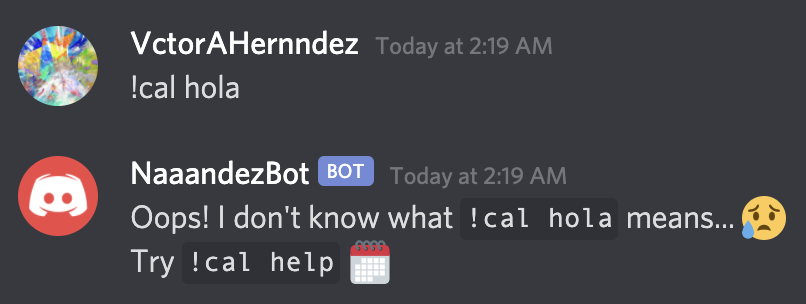 VctorAHernndez Today at 2:19 AM
!cal hola
NaaandezBot BOT Today at 2:19 AM
Oops! I don't know what !cal hola means...
Try !cal help